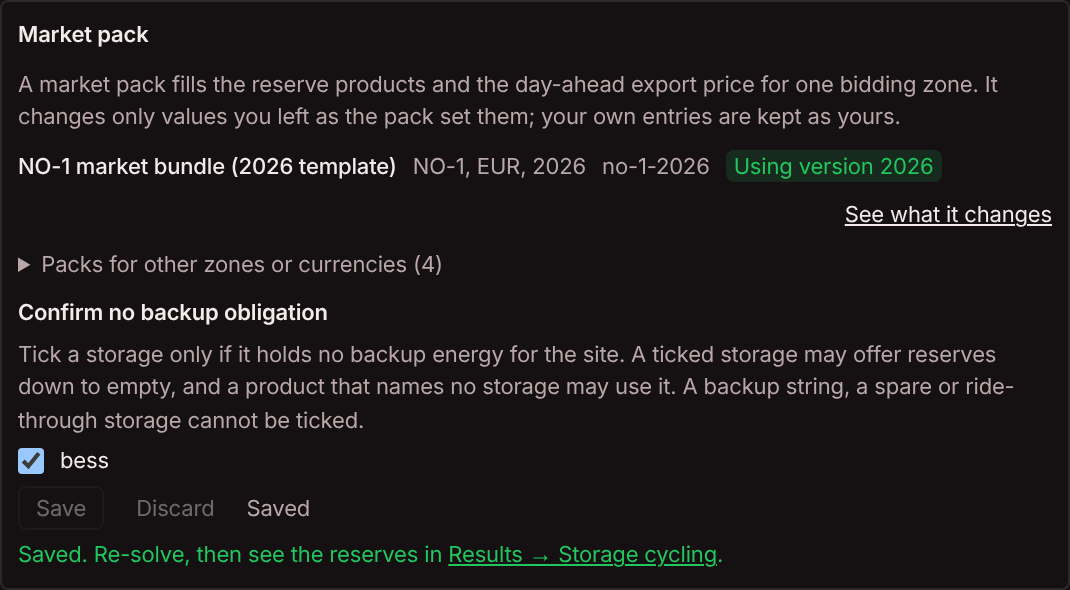 Market pack
A market pack fills the reserve products and the day-ahead export price for one bidding zone. It
changes only values you left as the pack set them; your own entries are kept as yours.
NO-1 market bundle (2026 template) NO-1, EUR, 2026 no-1-2026 Using version 2026
See what it changes
▶ Packs for other zones or currencies (4)
Confirm no backup obligation
Tick a storage only if it holds no backup energy for the site. A ticked storage may offer reserves
down to empty, and a product that names no storage may use it. A backup string, a spare or ride-
through storage cannot be ticked.
bess
Save Discard Saved
Saved. Re-solve, then see the reserves in Results → Storage cycling.